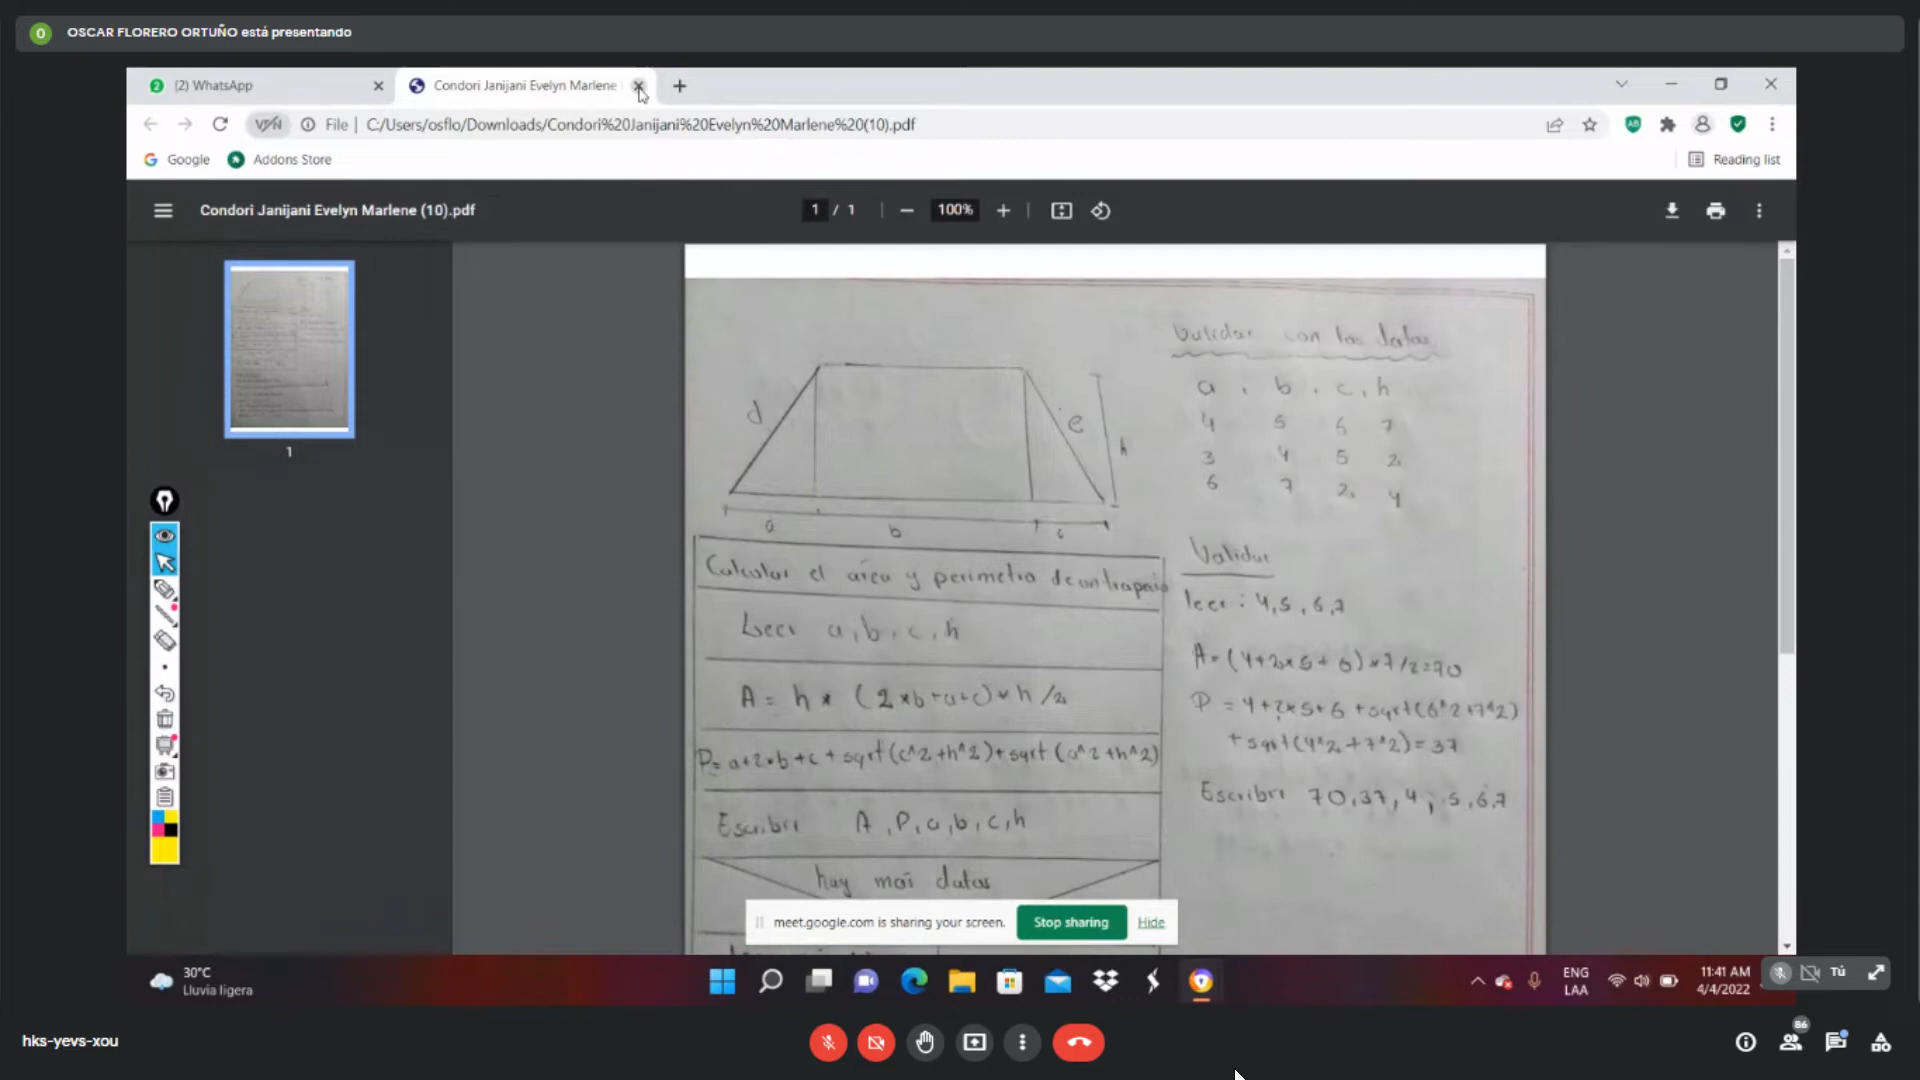 OSCAR FLORERO ORTUÑO está presentando
(2) WhatsApp
Condori Janijani Evelyn Marlene
VPN
File | C:/Users/osflo/Downloads/Condori%20Janijani%20Evelyn%20Marlene%20(10).pdf
Google
Addons Store
Reading list
Condori Janijani Evelyn Marlene (10).pdf
1 / 1
100%
1
Validar con los datos
a, b, c, h
4 5 6 7
3 4 5 2
6 7 2 4
d
e
h
a
b
c
Calcular el area y perimetro de un trapecio
Leer a, b, c, h
A = h * (2*b+a+c)*h/2
P= a+2*b+c+sqrt(c^2+h^2)+sqrt(a^2+h^2)
Escribir A, P, a, b, c, h
hay más datos
Validar
leer: 4,5,6,7
A=(4+2*5+6)*7/2=70
P = 4+2*5+6+sqrt(6^2+7^2)
+sqrt(4^2+7^2)=37
Escribir 70,37,4,5,6,7
meet.google.com is sharing your screen.
Stop sharing
Hide
30°C
Lluvia ligera
ENG
LAA
11:41 AM
4/4/2022
Tú
hks-yevs-xou
86